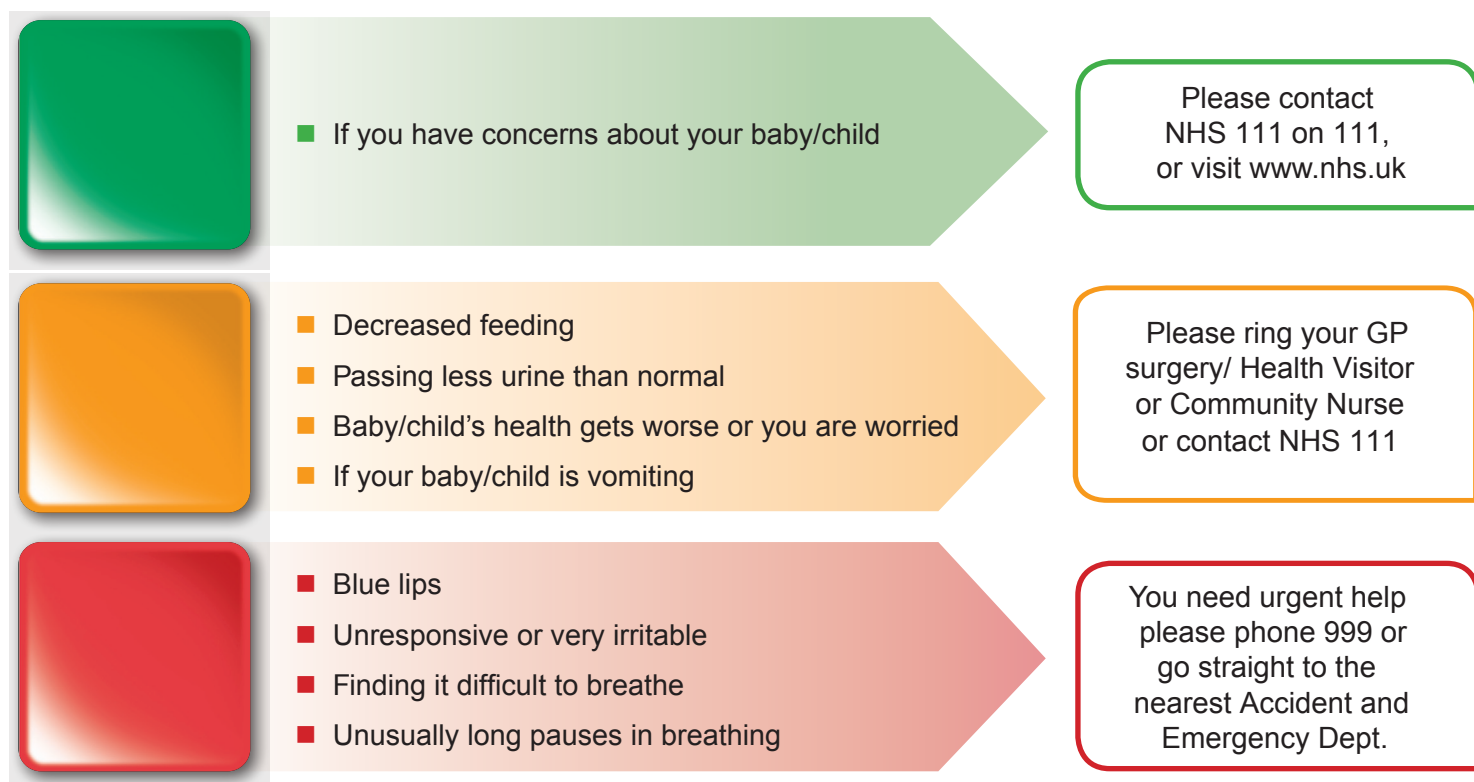 If you have concerns about your baby/child
Please contact
NHS 111 on 111,
or visit www.nhs.uk
Decreased feeding
Passing less urine than normal
Baby/child’s health gets worse or you are worried
If your baby/child is vomiting
Please ring your GP
surgery/ Health Visitor
or Community Nurse
or contact NHS 111
Blue lips
Unresponsive or very irritable
Finding it difficult to breathe
Unusually long pauses in breathing
You need urgent help
please phone 999 or
go straight to the
nearest Accident and
Emergency Dept.